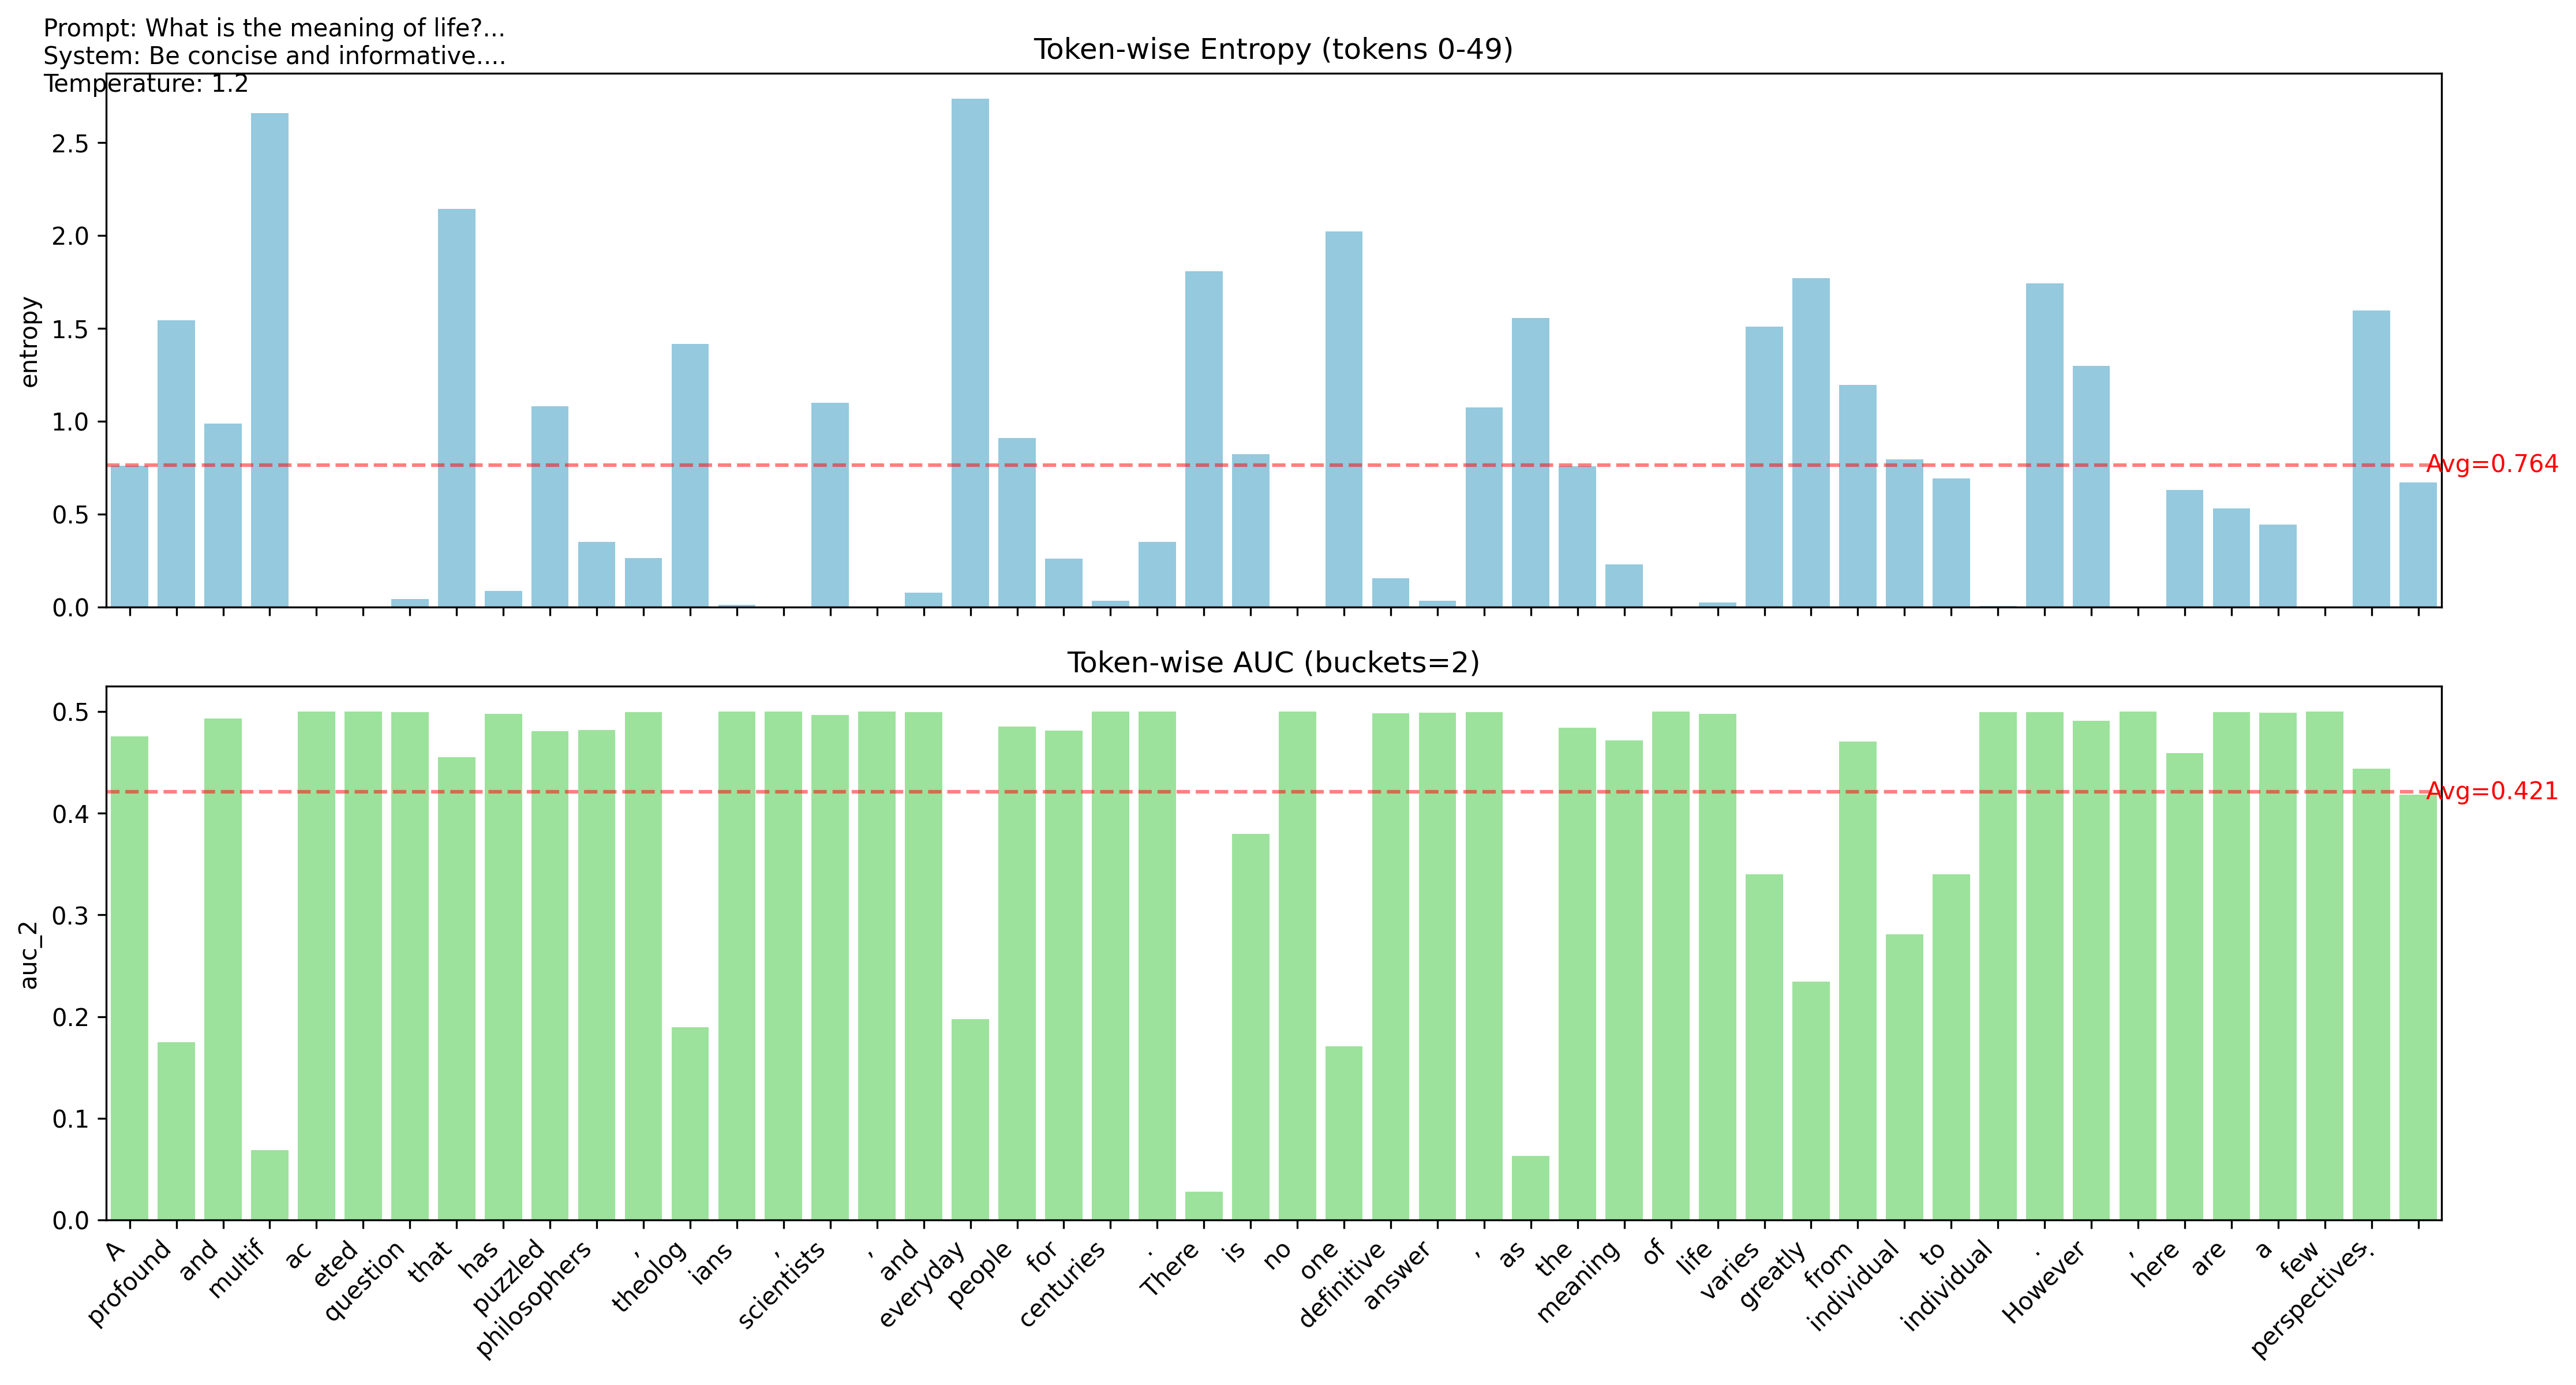 Prompt: What is the meaning of life?...
System: Be concise and informative....
Temperature: 1.2
Token-wise Entropy (tokens 0-49)
2.5
2.0
1.5
1.0
0.5
0.0
entropy
Avg=0.764
Token-wise AUC (buckets=2)
0.5
0.4
0.3
0.2
0.1
0.0
auc_2
Avg=0.421
A
profound
and
multif
ac
eted
question
that
has
puzzled
philosophers
,
theolog
ians
,
scientists
,
and
everyday
people
for
centuries
.
There
is
no
one
definitive
answer
,
as
the
meaning
of
life
varies
greatly
from
individual
to
individual
.
However
,
here
are
a
few
perspectives.